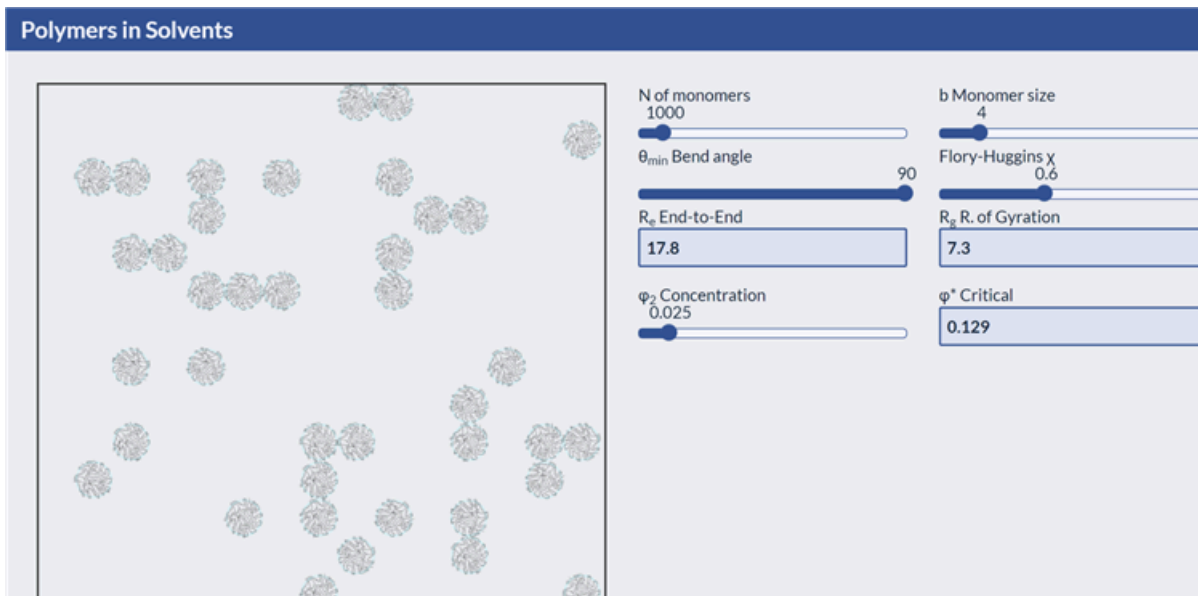 Polymers in Solvents
N of monomers
1000
b Monomer size
4
θmin Bend angle
90
Flory-Huggins χ
0.6
Re End-to-End
17.8
Rg R. of Gyration
7.3
φ2 Concentration
0.025
φ* Critical
0.129